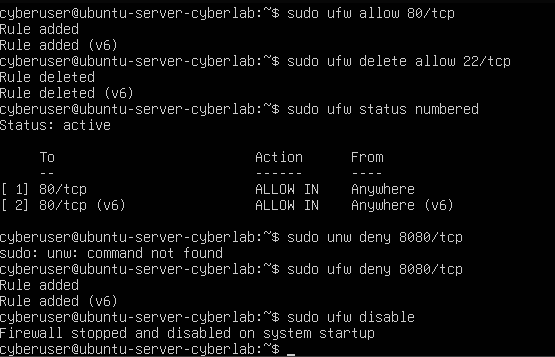 cyberuser@ubuntu-server-cyberlab:~$ sudo ufw allow 80/tcp
Rule added
Rule added (v6)
cyberuser@ubuntu-server-cyberlab:~$ sudo ufw delete allow 22/tcp
Rule deleted
Rule deleted (v6)
cyberuser@ubuntu-server-cyberlab:~$ sudo ufw status numbered
Status: active
     To                         Action      From
     --                         ------      ----
[ 1] 80/tcp                     ALLOW IN    Anywhere
[ 2] 80/tcp (v6)                ALLOW IN    Anywhere (v6)
cyberuser@ubuntu-server-cyberlab:~$ sudo unw deny 8080/tcp
sudo: unw: command not found
cyberuser@ubuntu-server-cyberlab:~$ sudo ufw deny 8080/tcp
Rule added
Rule added (v6)
cyberuser@ubuntu-server-cyberlab:~$ sudo ufw disable
Firewall stopped and disabled on system startup
cyberuser@ubuntu-server-cyberlab:~$ _